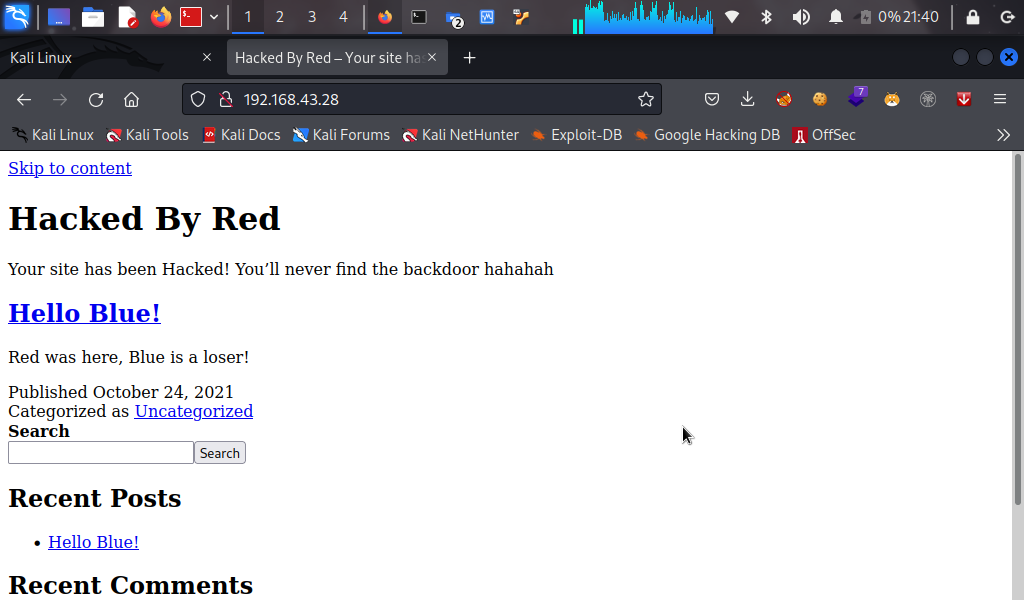 1 2 3 4 2 0% 21:40
Kali Linux
Hacked By Red – Your site has
192.168.43.28
7
Kali Linux Kali Tools Kali Docs Kali Forums Kali NetHunter Exploit-DB Google Hacking DB OffSec
Skip to content
Hacked By Red
Your site has been Hacked! You’ll never find the backdoor hahahah
Hello Blue!
Red was here, Blue is a loser!
Published October 24, 2021
Categorized as Uncategorized
Search
Search
Recent Posts
Hello Blue!
Recent Comments